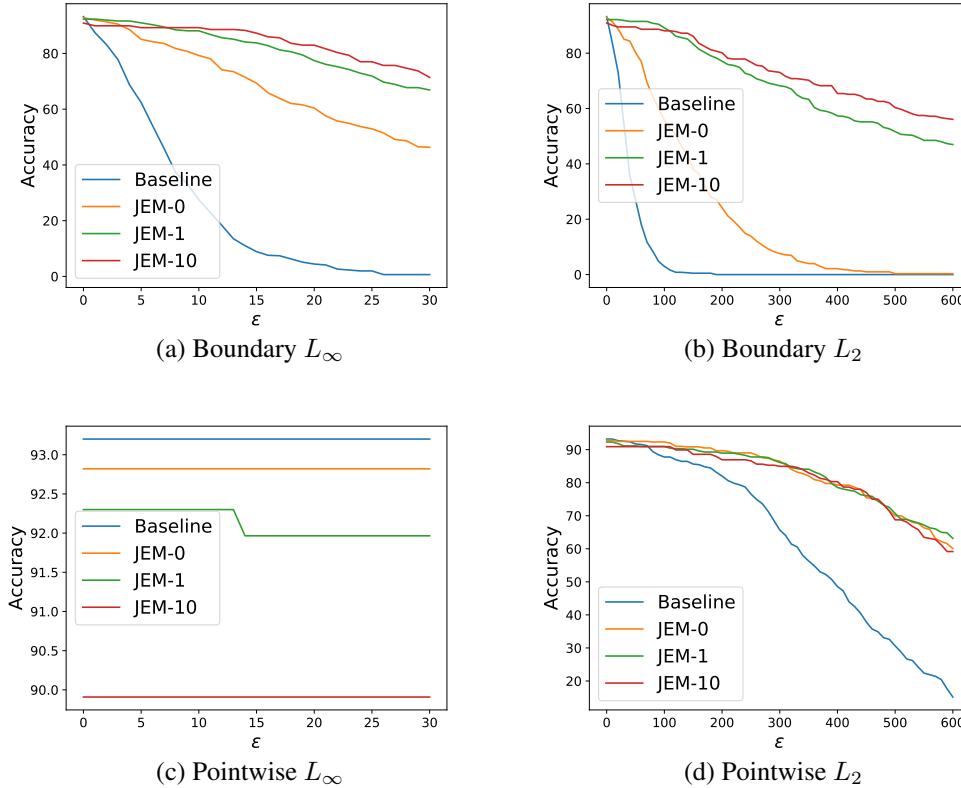 Accuracy
80
60
40
20
0
Baseline
JEM-0
JEM-1
JEM-10
0 5 10 15 20 25 30
ε
(a) Boundary L∞
Accuracy
80
60
40
20
0
Baseline
JEM-0
JEM-1
JEM-10
0 100 200 300 400 500 600
ε
(b) Boundary L2
Accuracy
93.0
92.5
92.0
91.5
91.0
90.5
90.0
Baseline
JEM-0
JEM-1
JEM-10
0 5 10 15 20 25 30
ε
(c) Pointwise L∞
Accuracy
90
80
70
60
50
40
30
20
Baseline
JEM-0
JEM-1
JEM-10
0 100 200 300 400 500 600
ε
(d) Pointwise L2